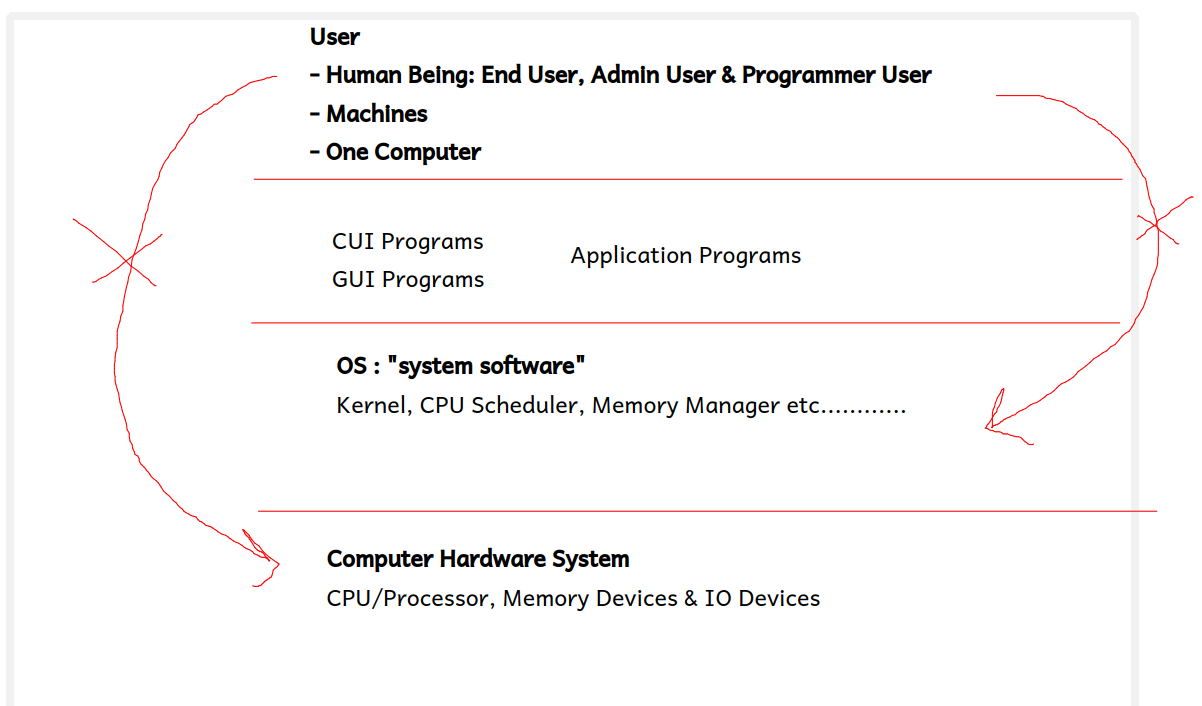 User
- Human Being: End User, Admin User & Programmer User
- Machines
- One Computer
CUI Programs
Application Programs
GUI Programs
OS : "system software"
Kernel, CPU Scheduler, Memory Manager etc............
Computer Hardware System
CPU/Processor, Memory Devices & IO Devices